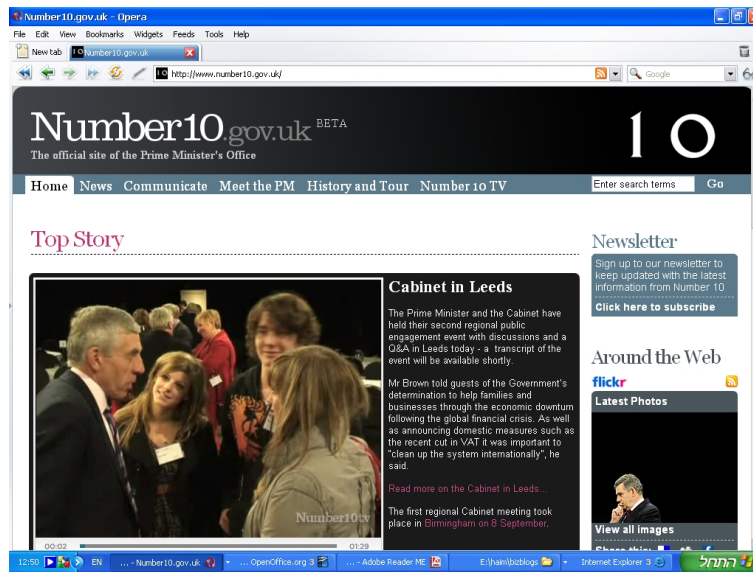 Number10.gov.uk - Opera
File Edit View Bookmarks Widgets Feeds Tools Help
New tab
10 Number10.gov.uk
10 http://www.number10.gov.uk/
Google
Number10.gov.uk BETA
The official site of the Prime Minister's Office
10
Home News Communicate Meet the PM History and Tour Number 10 TV
Enter search terms Go
Top Story
Cabinet in Leeds
The Prime Minister and the Cabinet have
held their second regional public
engagement event with discussions and a
Q&A in Leeds today - a transcript of the
event will be available shortly.
Mr Brown told guests of the Government's
determination to help families and
businesses through the economic downturn
following the global financial crisis. As well
as announcing domestic measures such as
the recent cut in VAT it was important to
"clean up the system internationally", he
said.
Read more on the Cabinet in Leeds...
The first regional Cabinet meeting took
place in Birmingham on 8 September.
Number10tv
00:02 01:29
Newsletter
Sign up to our newsletter to
keep updated with the latest
information from Number 10
Click here to subscribe
Around the Web
flickr
Latest Photos
View all images
Share this:
12:50
EN
... - Number10.gov.uk
... OpenOffice.org 3
... - Adobe Reader ME
E:\haim\bizblogs
Internet Explorer 3
התחל